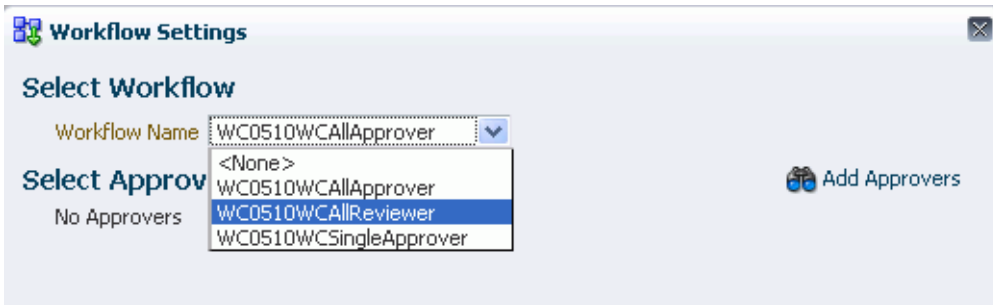 Workflow Settings
Select Workflow
Workflow Name WC0510WCAllApprover
<None>
Select Approv WC0510WCAllApprover Add Approvers
No Approvers WC0510WCAllReviewer
WC0510WCSingleApprover